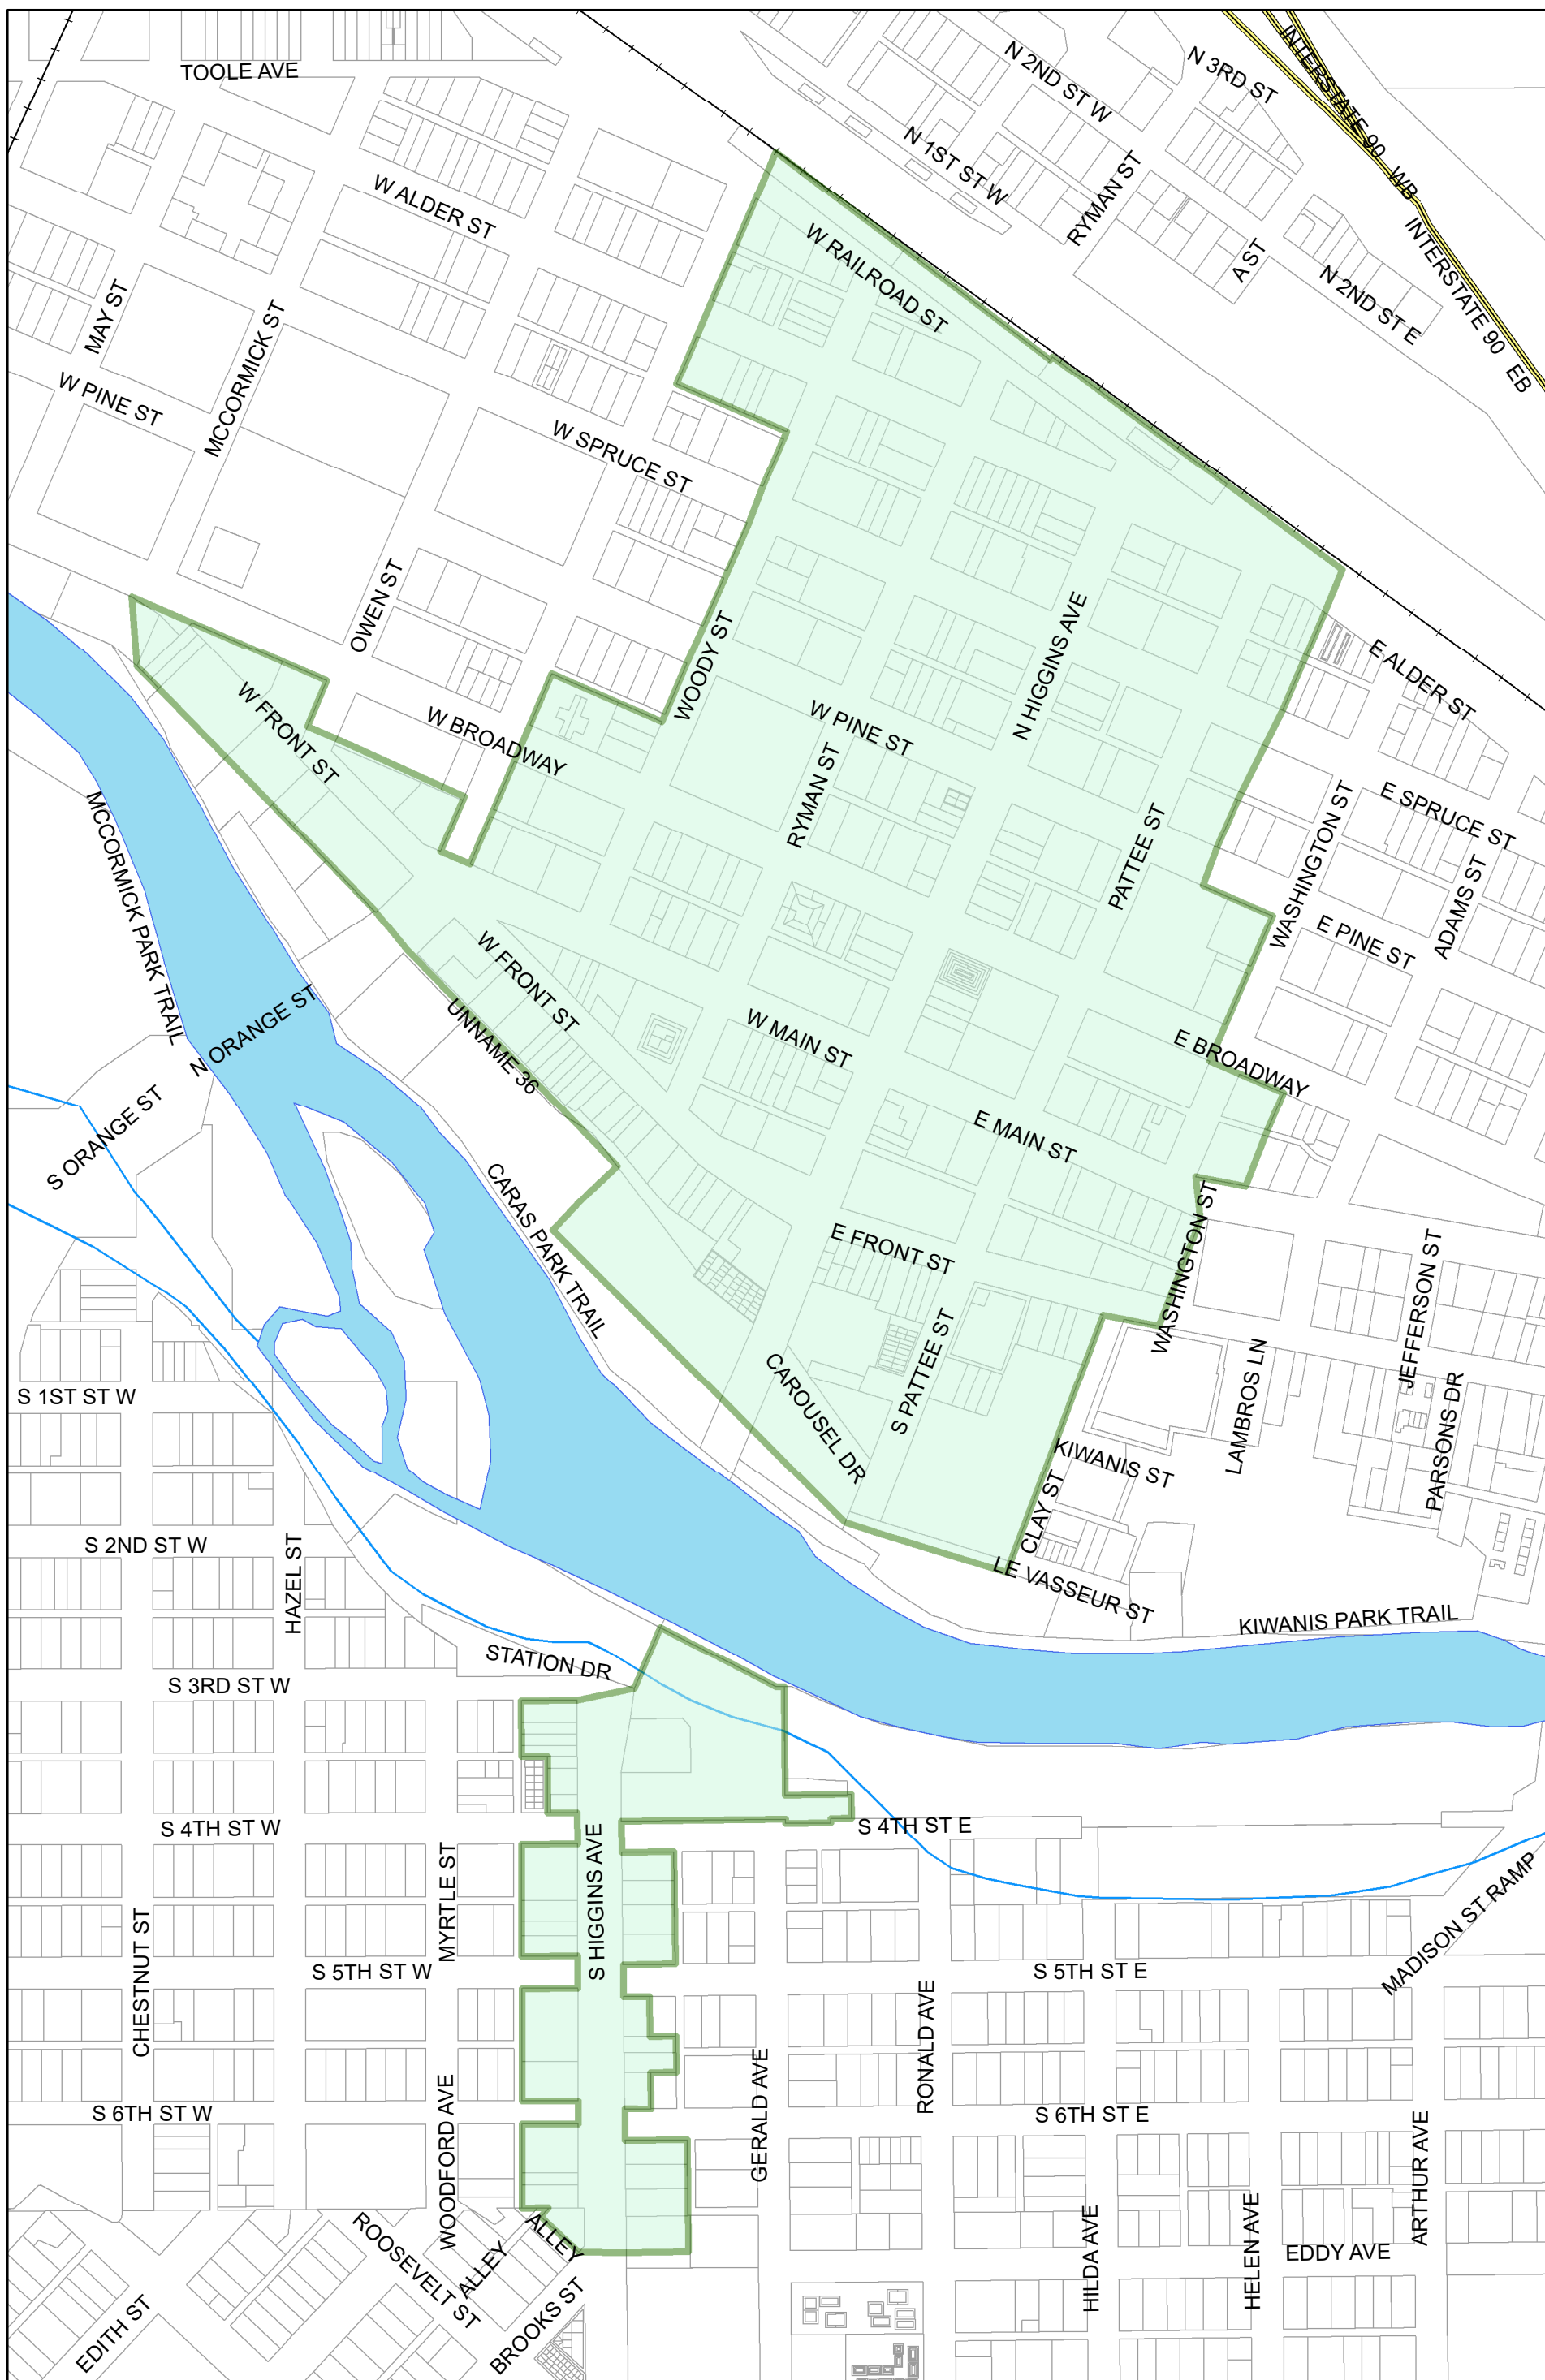 TOOLE AVE
N 2ND ST W
N 3RD ST
INTERSTATE 90 WB
N 1ST ST W
W ALDER ST
RYMAN ST
W RAILROAD ST
A ST
INTERSTATE 90 EB
N 2ND ST E
MAY ST
MCCORMICK ST
W PINE ST
W SPRUCE ST
OWEN ST
WOODY ST
N HIGGINS AVE
E ALDER ST
W FRONT ST
W BROADWAY
W PINE ST
RYMAN ST
PATTEE ST
WASHINGTON ST
E SPRUCE ST
ADAMS ST
MCCORMICK PARK TRAIL
E PINE ST
W FRONT ST
N ORANGE ST
UNNAME 36
W MAIN ST
E BROADWAY
S ORANGE ST
E MAIN ST
CARAS PARK TRAIL
E FRONT ST
WASHINGTON ST
JEFFERSON ST
S 1ST ST W
CAROUSEL DR
S PATTEE ST
LAMBROS LN
PARSONS DR
KIWANIS ST
CLAY ST
S 2ND ST W
HAZEL ST
LE VASSEUR ST
KIWANIS PARK TRAIL
STATION DR
S 3RD ST W
S 4TH ST W
S 4TH ST E
S HIGGINS AVE
MYRTLE ST
CHESTNUT ST
S 5TH ST W
S 5TH ST E
MADISON ST RAMP
RONALD AVE
GERALD AVE
WOODFORD AVE
S 6TH ST W
S 6TH ST E
ARTHUR AVE
HILDA AVE
HELEN AVE
EDDY AVE
ROOSEVELT ST
ALLEY
ALLEY
BROOKS ST
EDITH ST